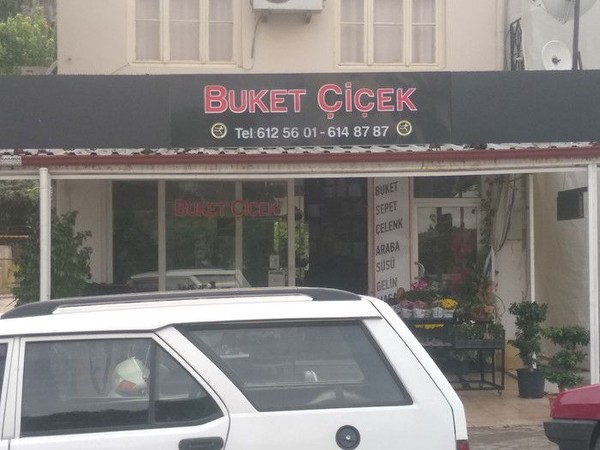 BUKET ÇİÇEK
Tel: 612 56 01 - 614 87 87
BUKET ÇİÇEK
BUKET
SEPET
ÇELENK
ARABA
SÜSÜ
GELİN